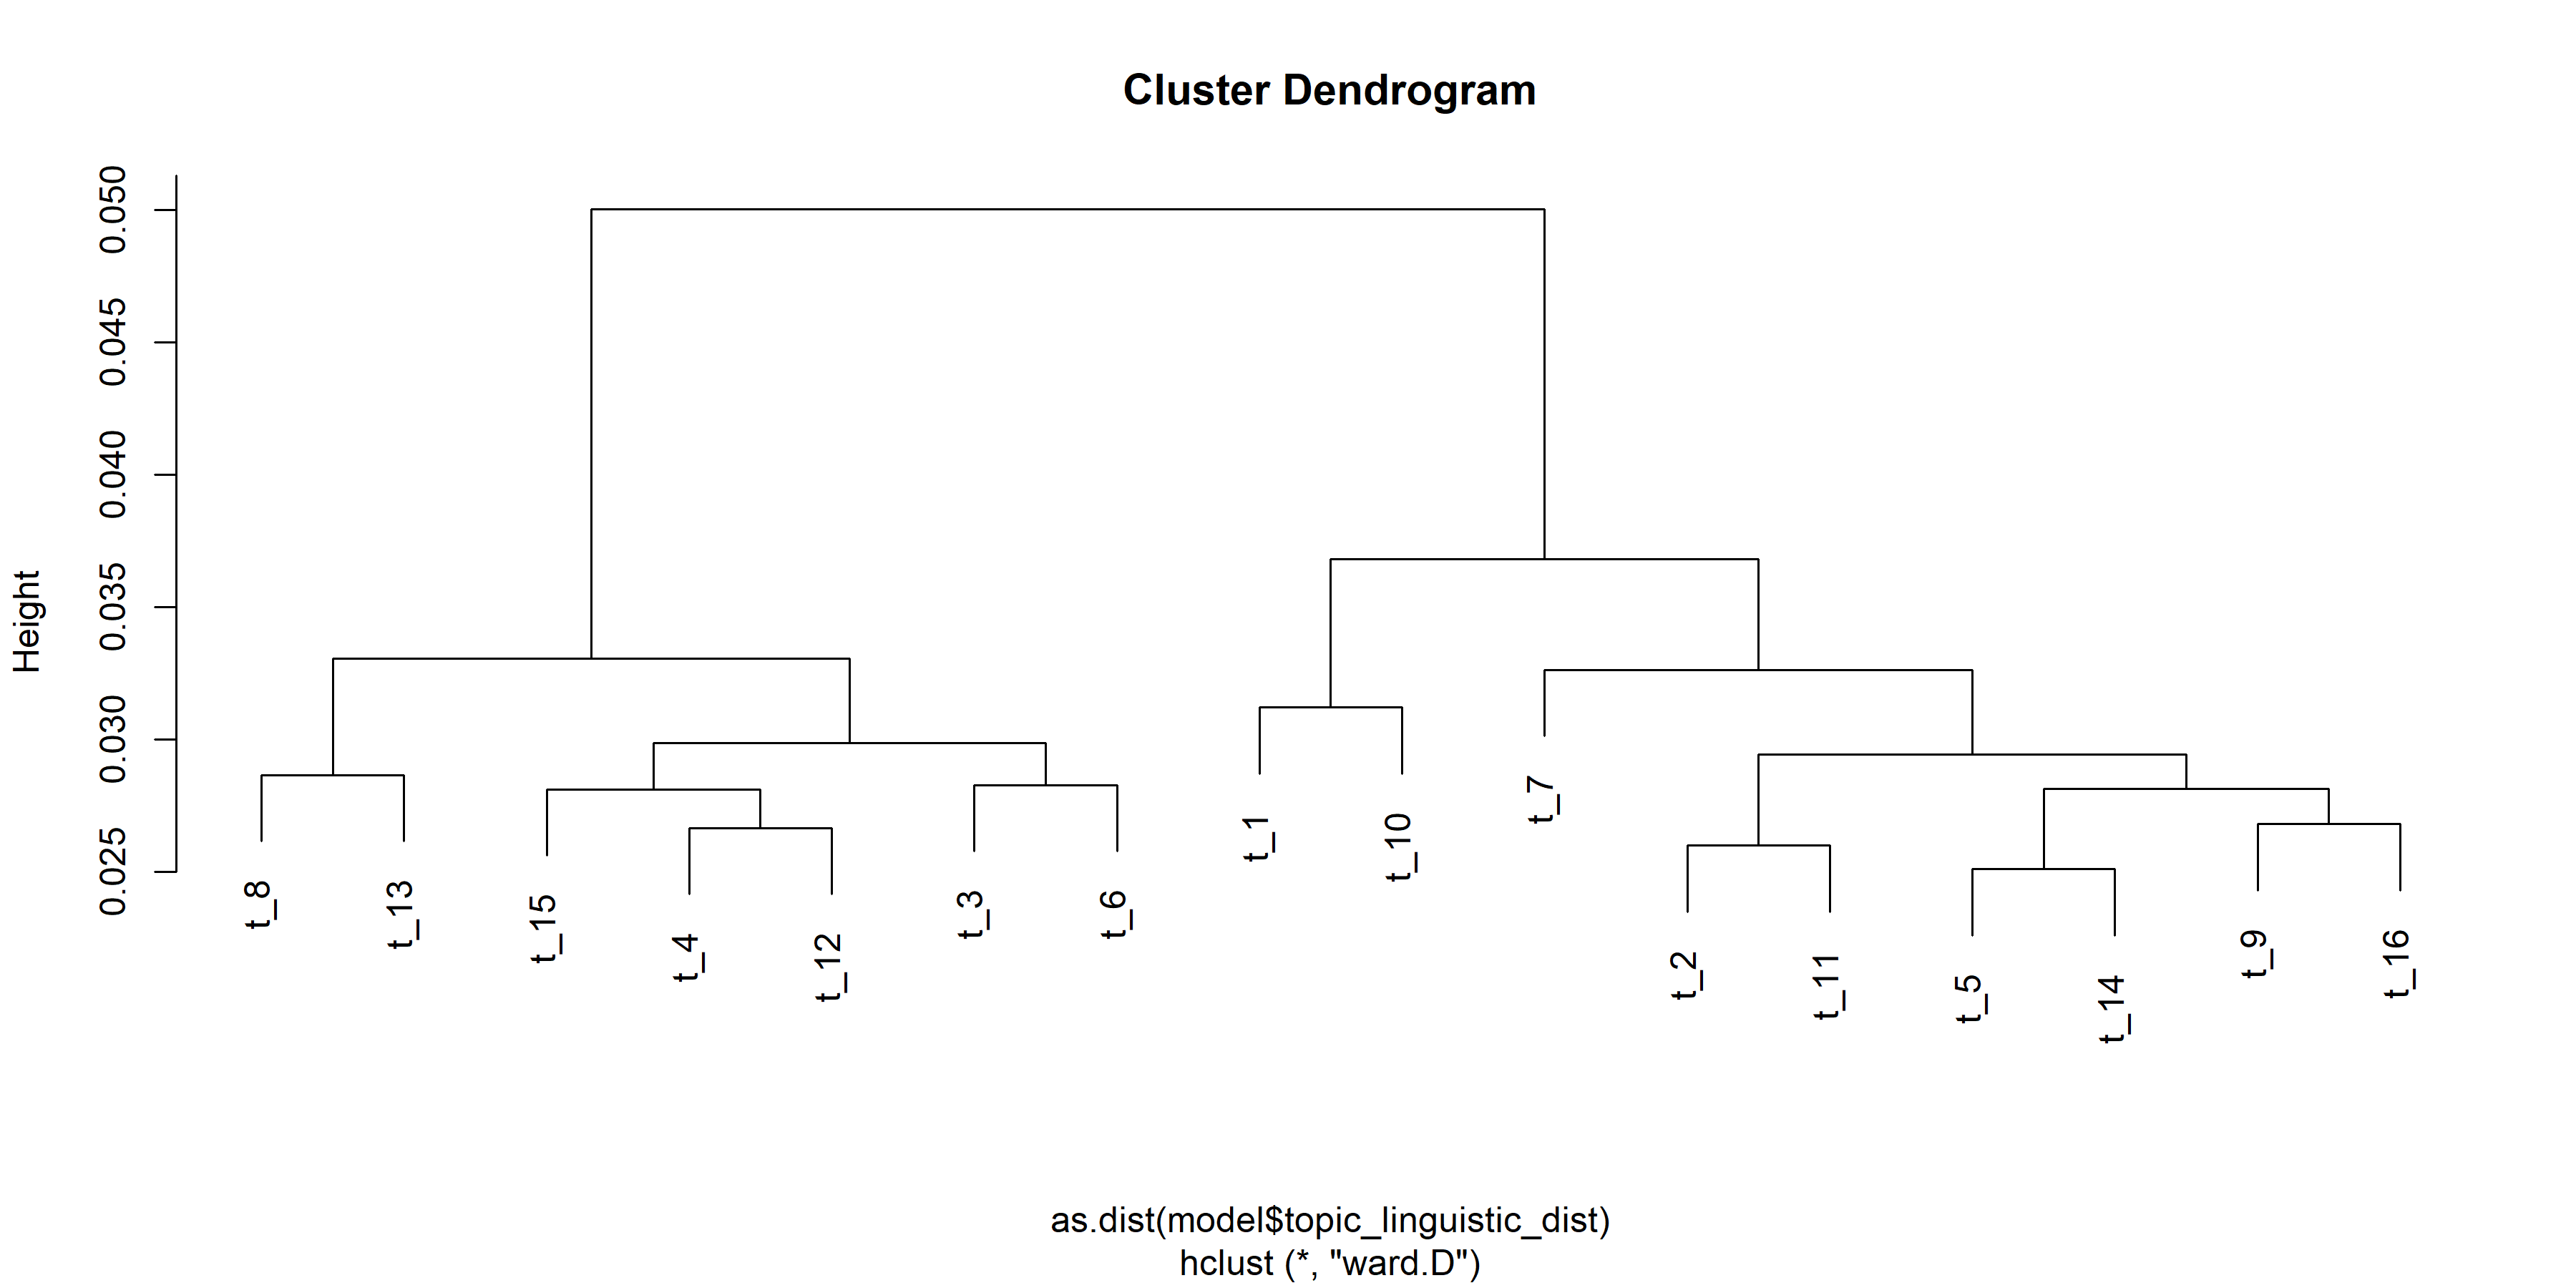 Cluster Dendrogram
Height
0.050
0.045
0.040
0.035
0.030
0.025
t_8
t_13
t_15
t_4
t_12
t_3
t_6
t_1
t_10
t_7
t_2
t_11
t_5
t_14
t_9
t_16
as.dist(model$topic_linguistic_dist)
hclust (*, "ward.D")